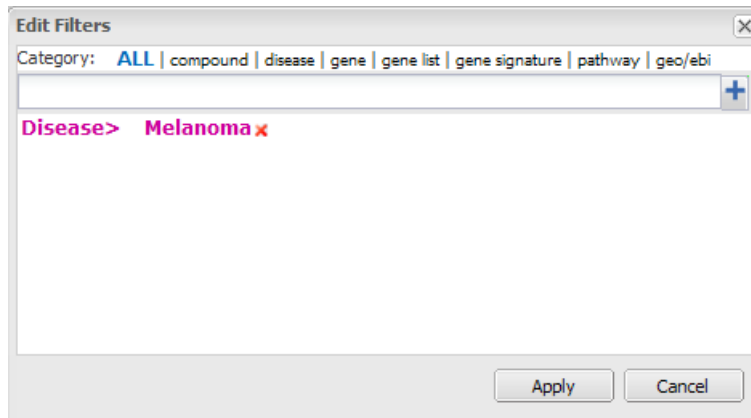 Edit Filters
Category: ALL | compound | disease | gene | gene list | gene signature | pathway | geo/ebi
Disease> Melanoma
Apply Cancel